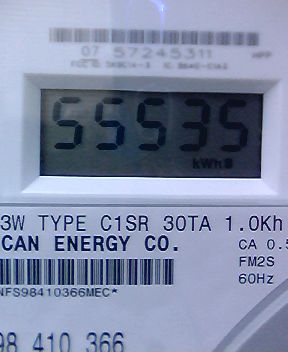 07 57245311
55535
kWh
3W TYPE C1SR 30TA 1.0Kh
CAN ENERGY CO.
CA 0.5
FM2S
60Hz
NFS98410366MEC*
98 410 366